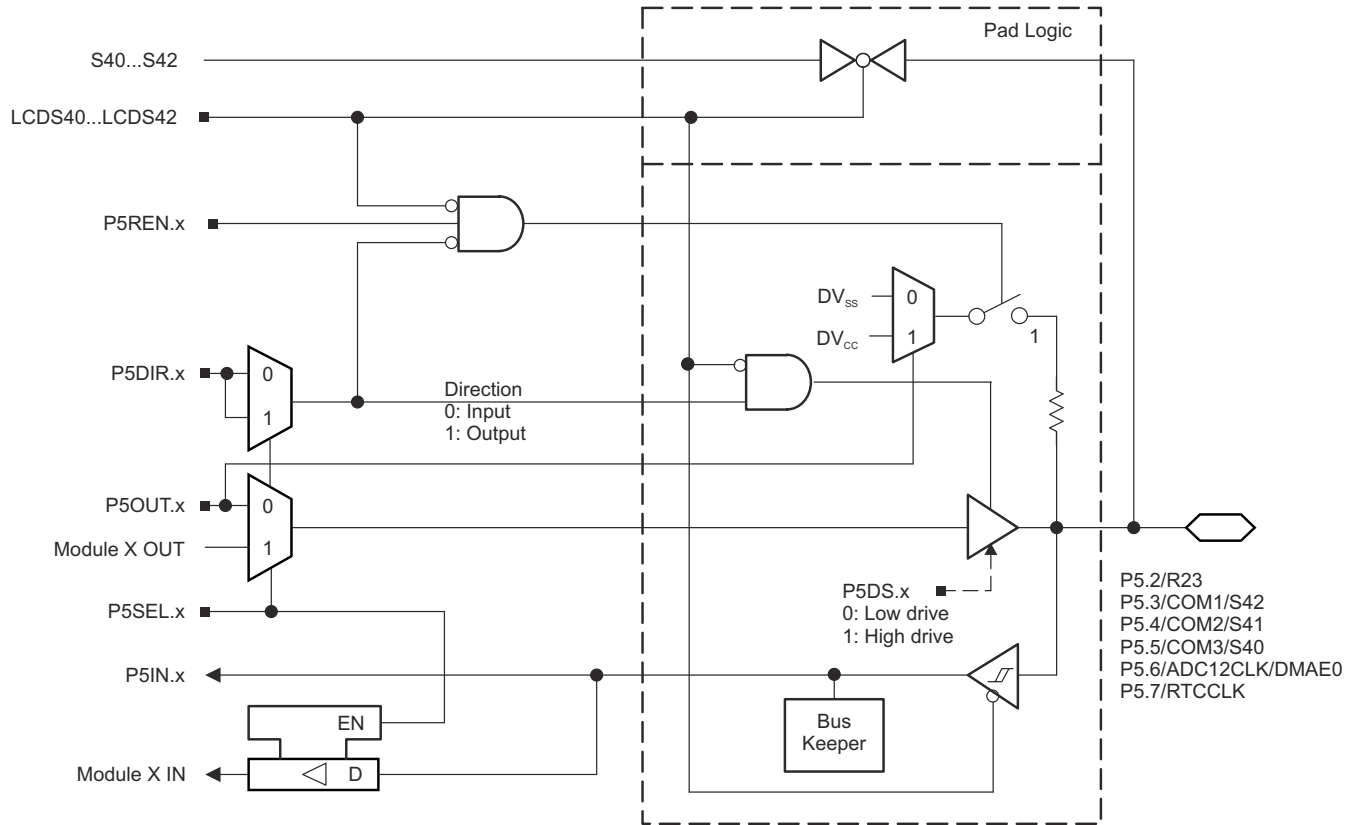 Pad Logic
S40...S42
LCDS40...LCDS42
P5REN.x
DVSS
0
DVCC
1
1
P5DIR.x
0
1
Direction
0: Input
1: Output
P5OUT.x
0
Module X OUT
1
P5SEL.x
P5DS.x
0: Low drive
1: High drive
P5.2/R23
P5.3/COM1/S42
P5.4/COM2/S41
P5.5/COM3/S40
P5.6/ADC12CLK/DMAE0
P5.7/RTCCLK
P5IN.x
Bus
Keeper
EN
Module X IN
D